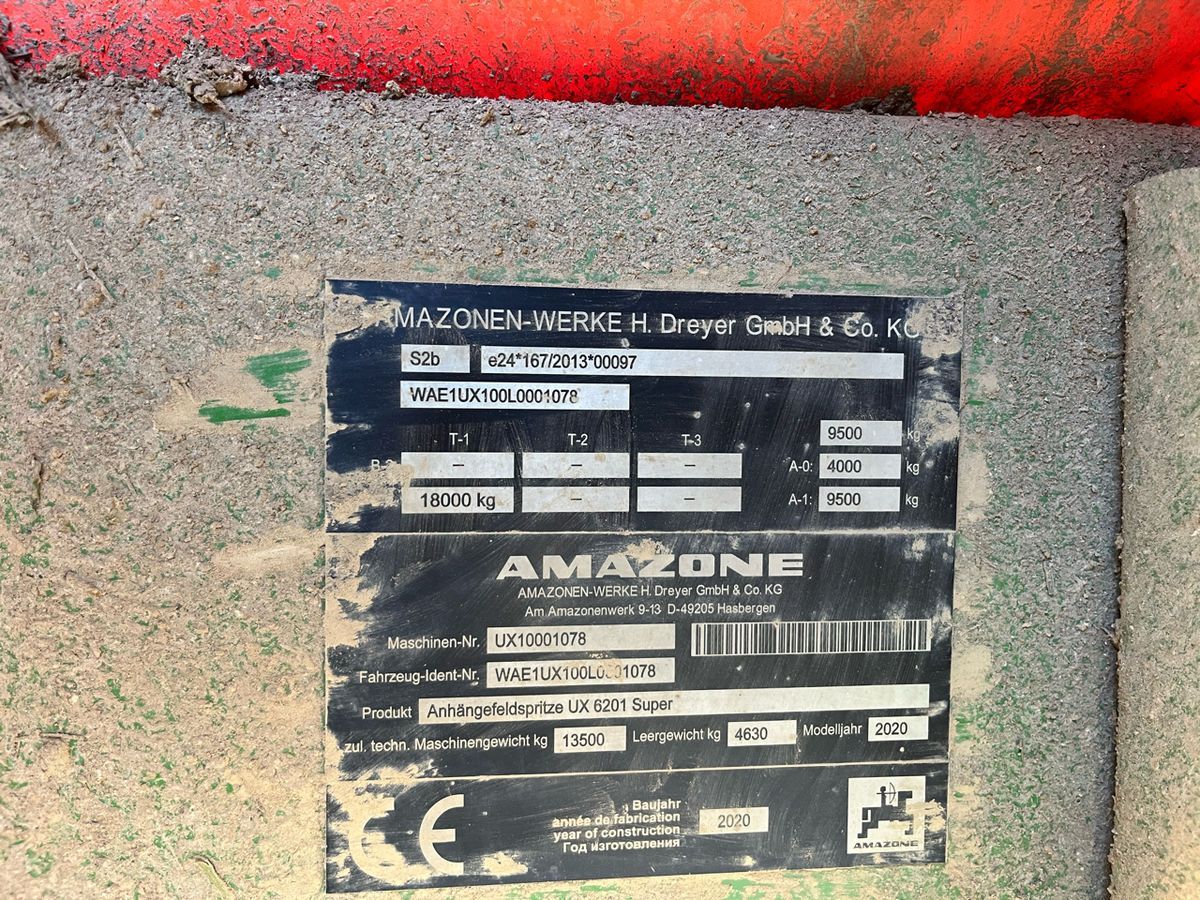 AMAZONEN-WERKE H. Dreyer GmbH & Co. KG
S2b e24*167/2013*00097
WAE1UX100L0001078
9500 kg
T-1 T-2 T-3
– – – A-0: 4000 kg
18000 kg – – A-1: 9500 kg
AMAZONE
AMAZONEN-WERKE H. Dreyer GmbH & Co. KG
Am Amazonenwerk 9-13 D-49205 Hasbergen
Maschinen-Nr. UX10001078
Fahrzeug-Ident-Nr. WAE1UX100L0001078
Produkt Anhängefeldspritze UX 6201 Super
zul. techn. Maschinengewicht kg 13500 Leergewicht kg 4630 Modelljahr 2020
CE
Baujahr
année de fabrication
year of construction
Год изготовления
2020
AMAZONE